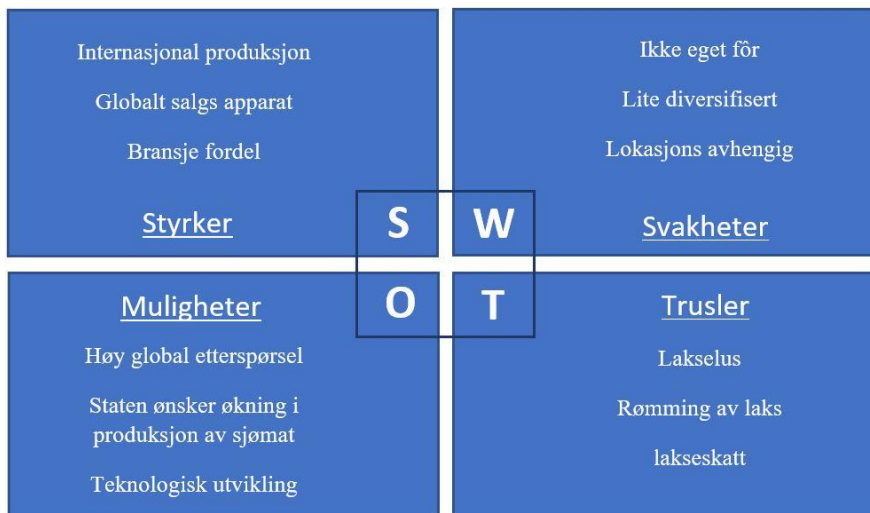 Internasjonal produksjon
Globalt salgs apparat
Bransje fordel
Styrker
S
Ikke eget fôr
Lite diversifisert
Lokasjons avhengig
W
Svakheter
Muligheter
O
Høy global etterspørsel
Staten ønsker økning i
produksjon av sjømat
Teknologisk utvikling
T
Trusler
Lakselus
Rømming av laks
lakseskatt